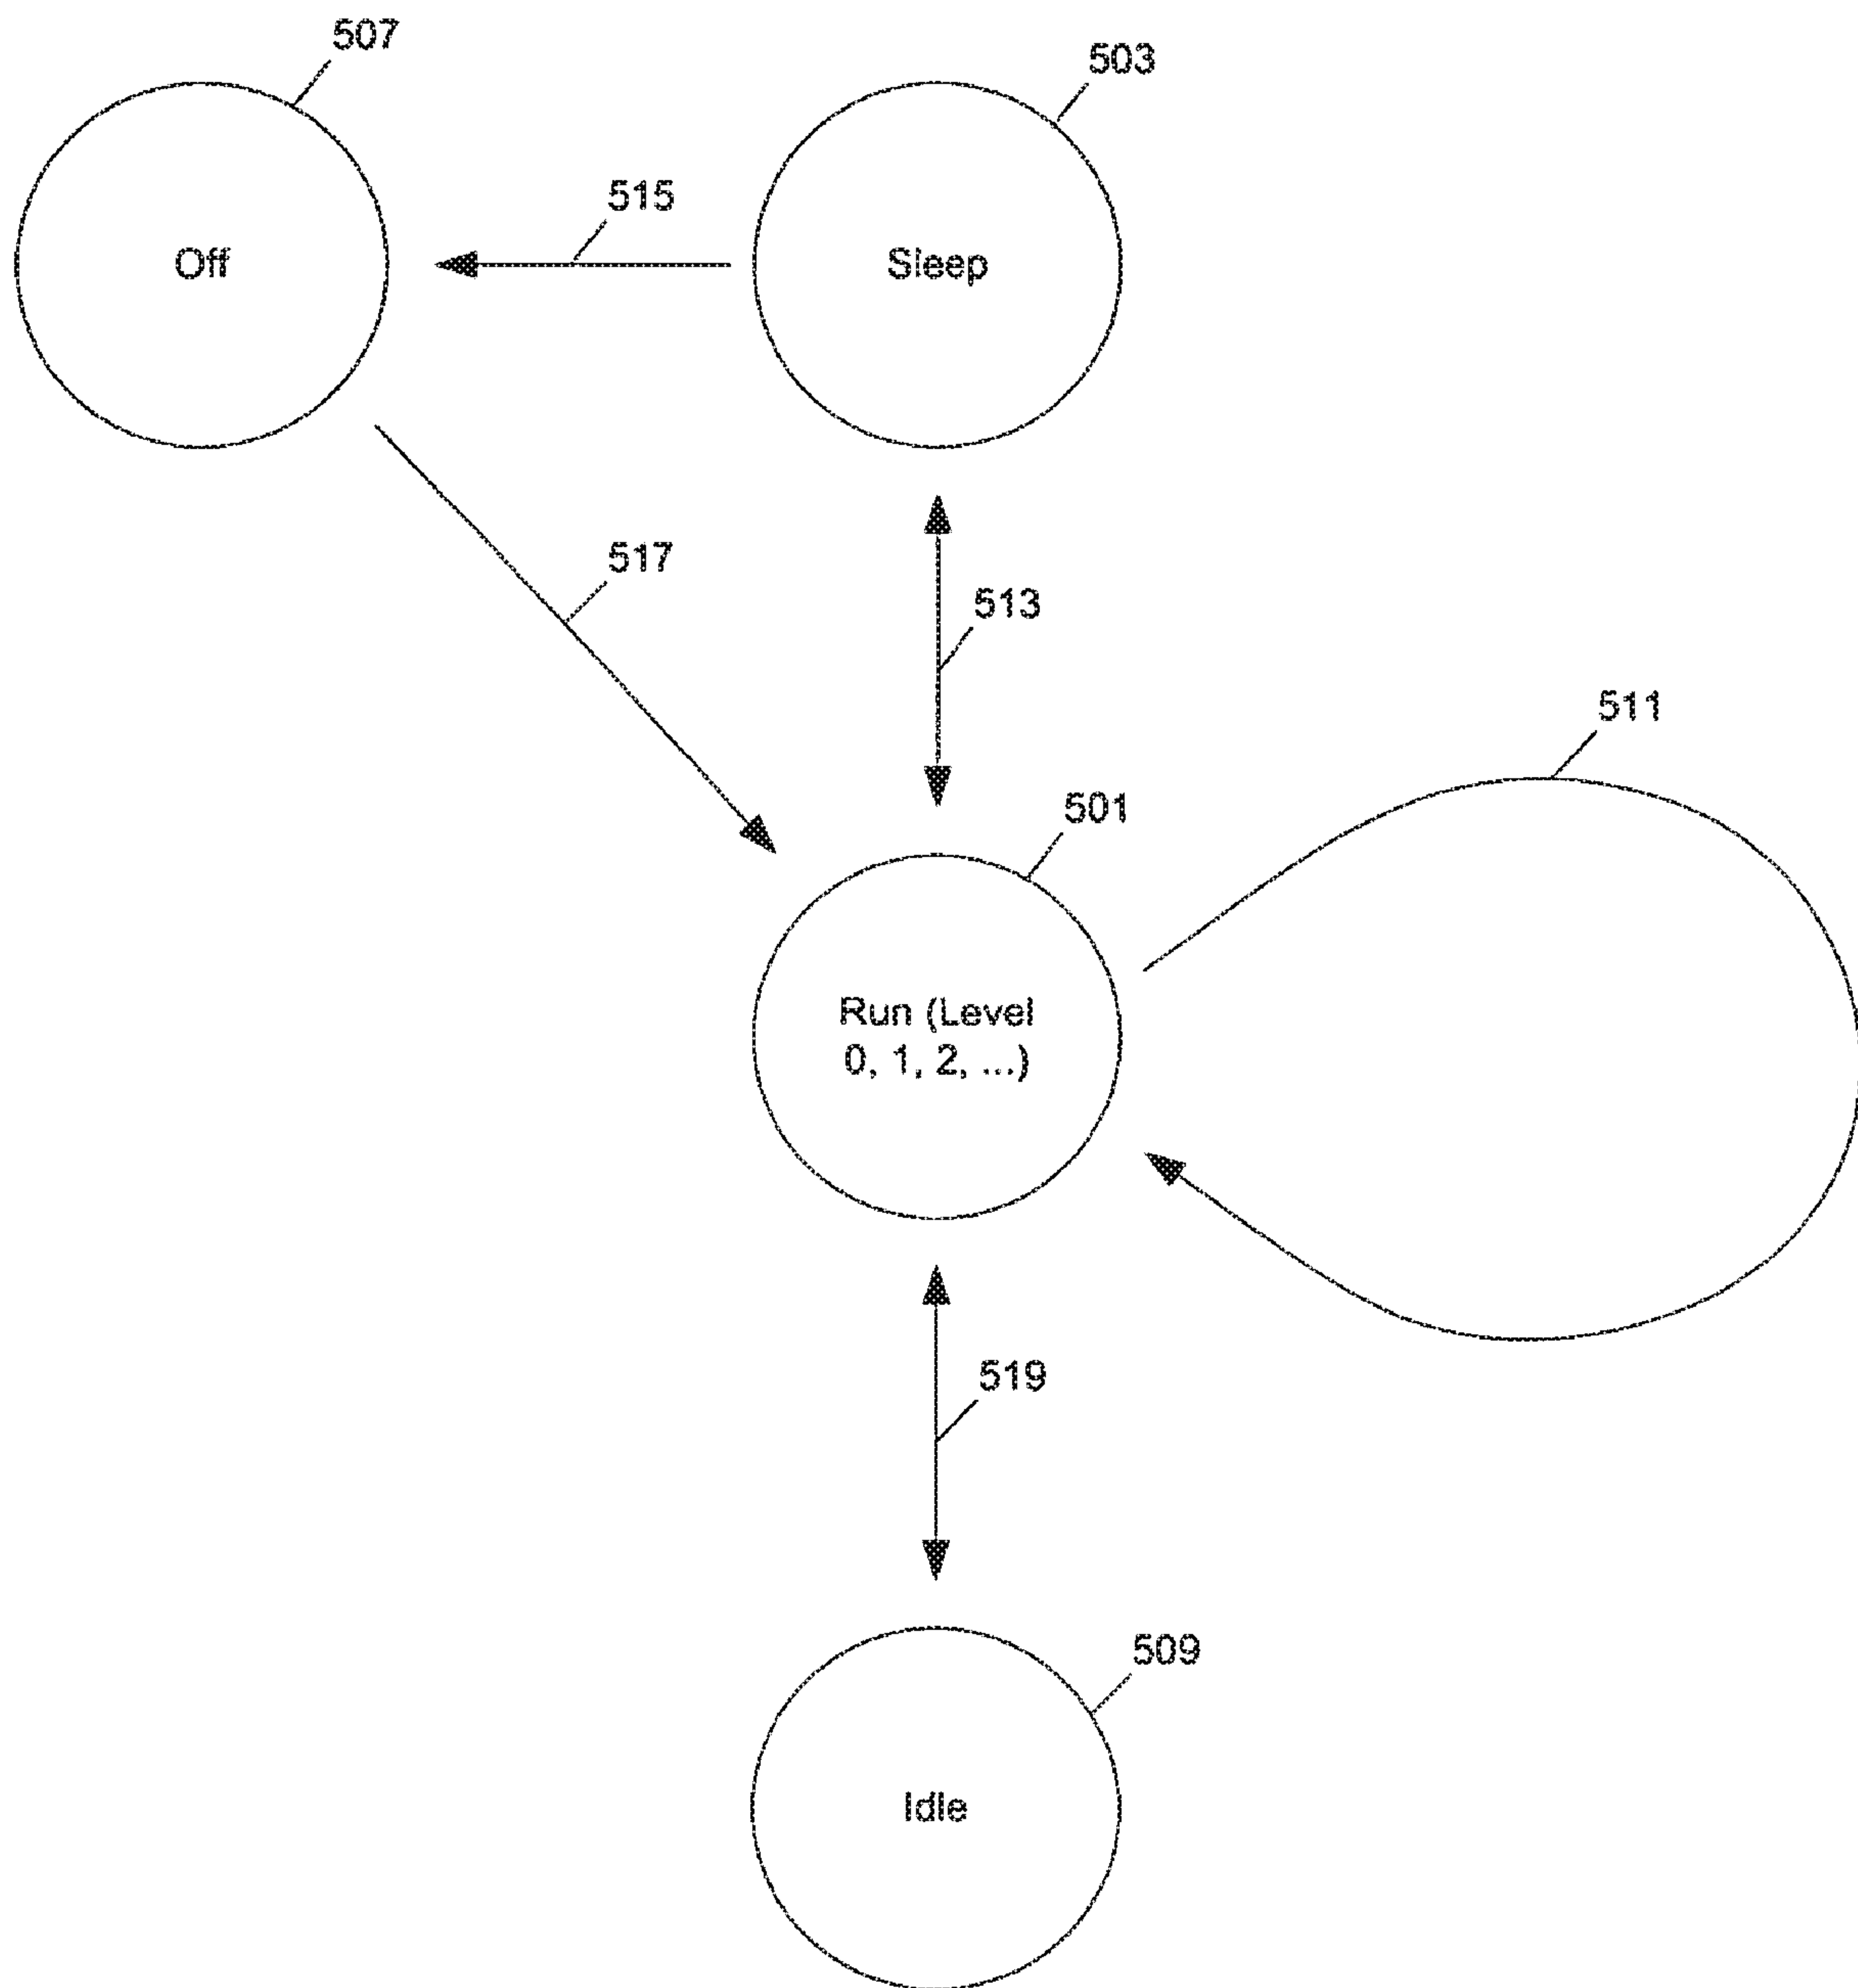 507
503
515
Off
Sleep
517
513
511
501
Run (Level
0, 1, 2, ...)
519
509
Idle